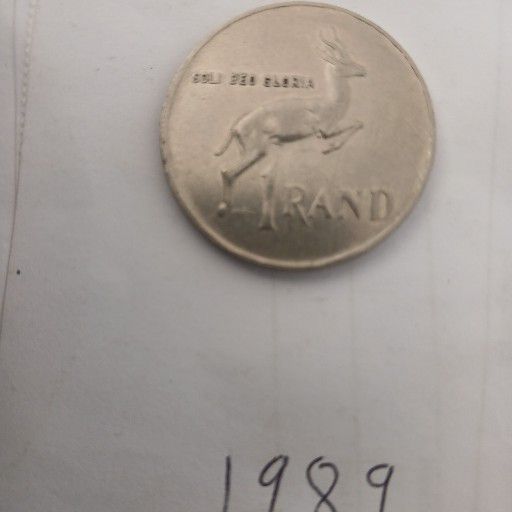 SOLI DEO GLORIA
1 RAND
1989